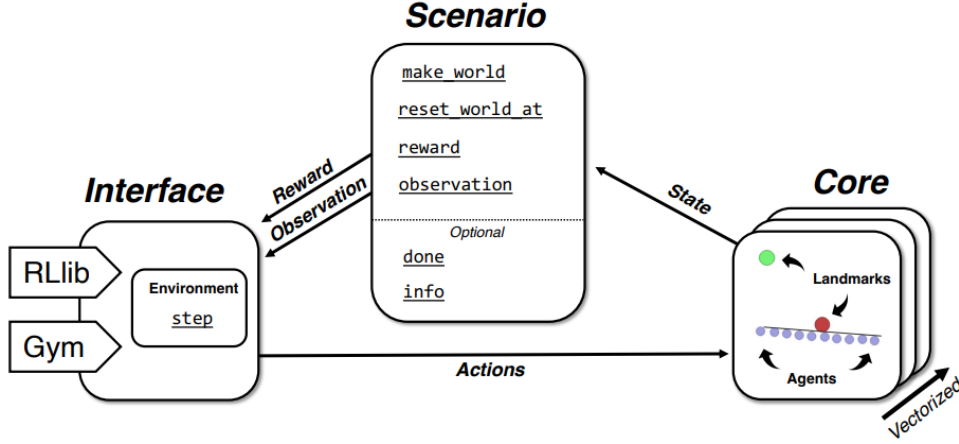 Scenario
make_world
reset_world_at
reward
observation
Optional
done
info
Reward
Observation
Interface
RLlib
Gym
Environment
step
Actions
State
Core
Landmarks
Agents
Vectorized